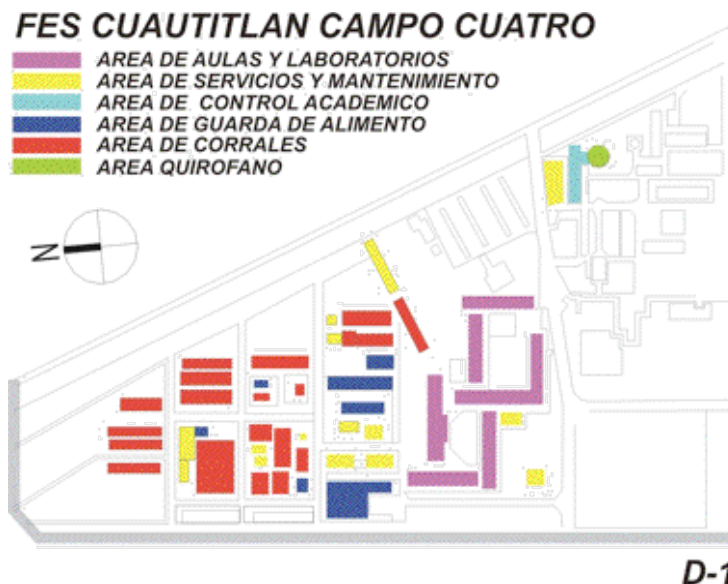 FES CUAUTITLAN CAMPO CUATRO
AREA DE AULAS Y LABORATORIOS
AREA DE SERVICIOS Y MANTENIMIENTO
AREA DE CONTROL ACADEMICO
AREA DE GUARDA DE ALIMENTO
AREA DE CORRALES
AREA QUIROFANO
N
D-1